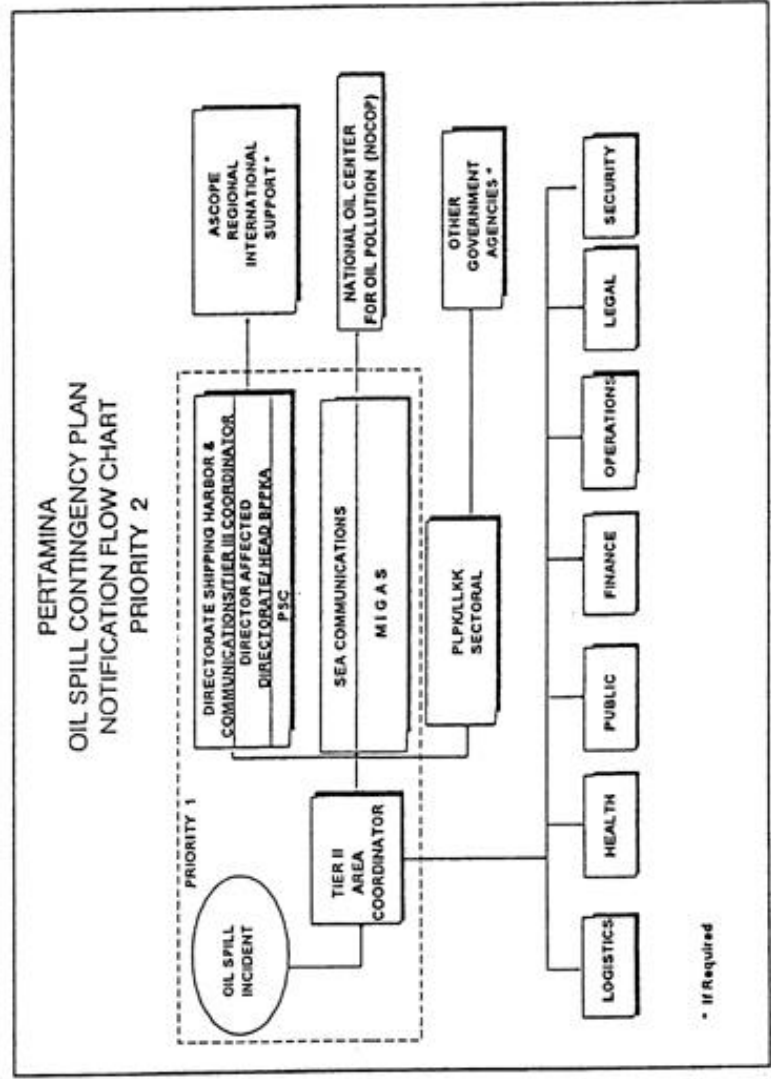 PERTAMINA
OIL SPILL CONTINGENCY PLAN
NOTIFICATION FLOW CHART
PRIORITY 2
PRIORITY 1
OIL SPILL
INCIDENT
TIER II
AREA
COORDINATOR
DIRECTORATE SHIPPING HARBOR &
COMMUNICATIONS/TIER III COORDINATOR
DIRECTOR AFFECTED
DIRECTORATE/ HEAD BPPKA
PSC
ASCOPE
REGIONAL
INTERNATIONAL
SUPPORT *
SEA COMMUNICATIONS
MIGAS
NATIONAL OIL CENTER
FOR OIL POLLUTION (NOCOP)
PLPK/LLKK
SECTORAL
OTHER
GOVERNMENT
AGENCIES *
LOGISTICS
HEALTH
PUBLIC
FINANCE
OPERATIONS
LEGAL
SECURITY
* If Required